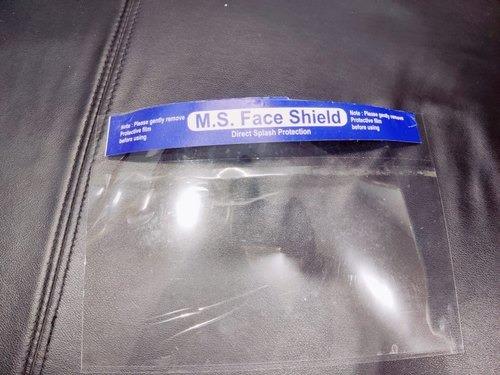 Note : Please gently remove
Protective film
before using
M.S. Face Shield
Direct Splash Protection
Note : Please gently remove
Protective film
before using